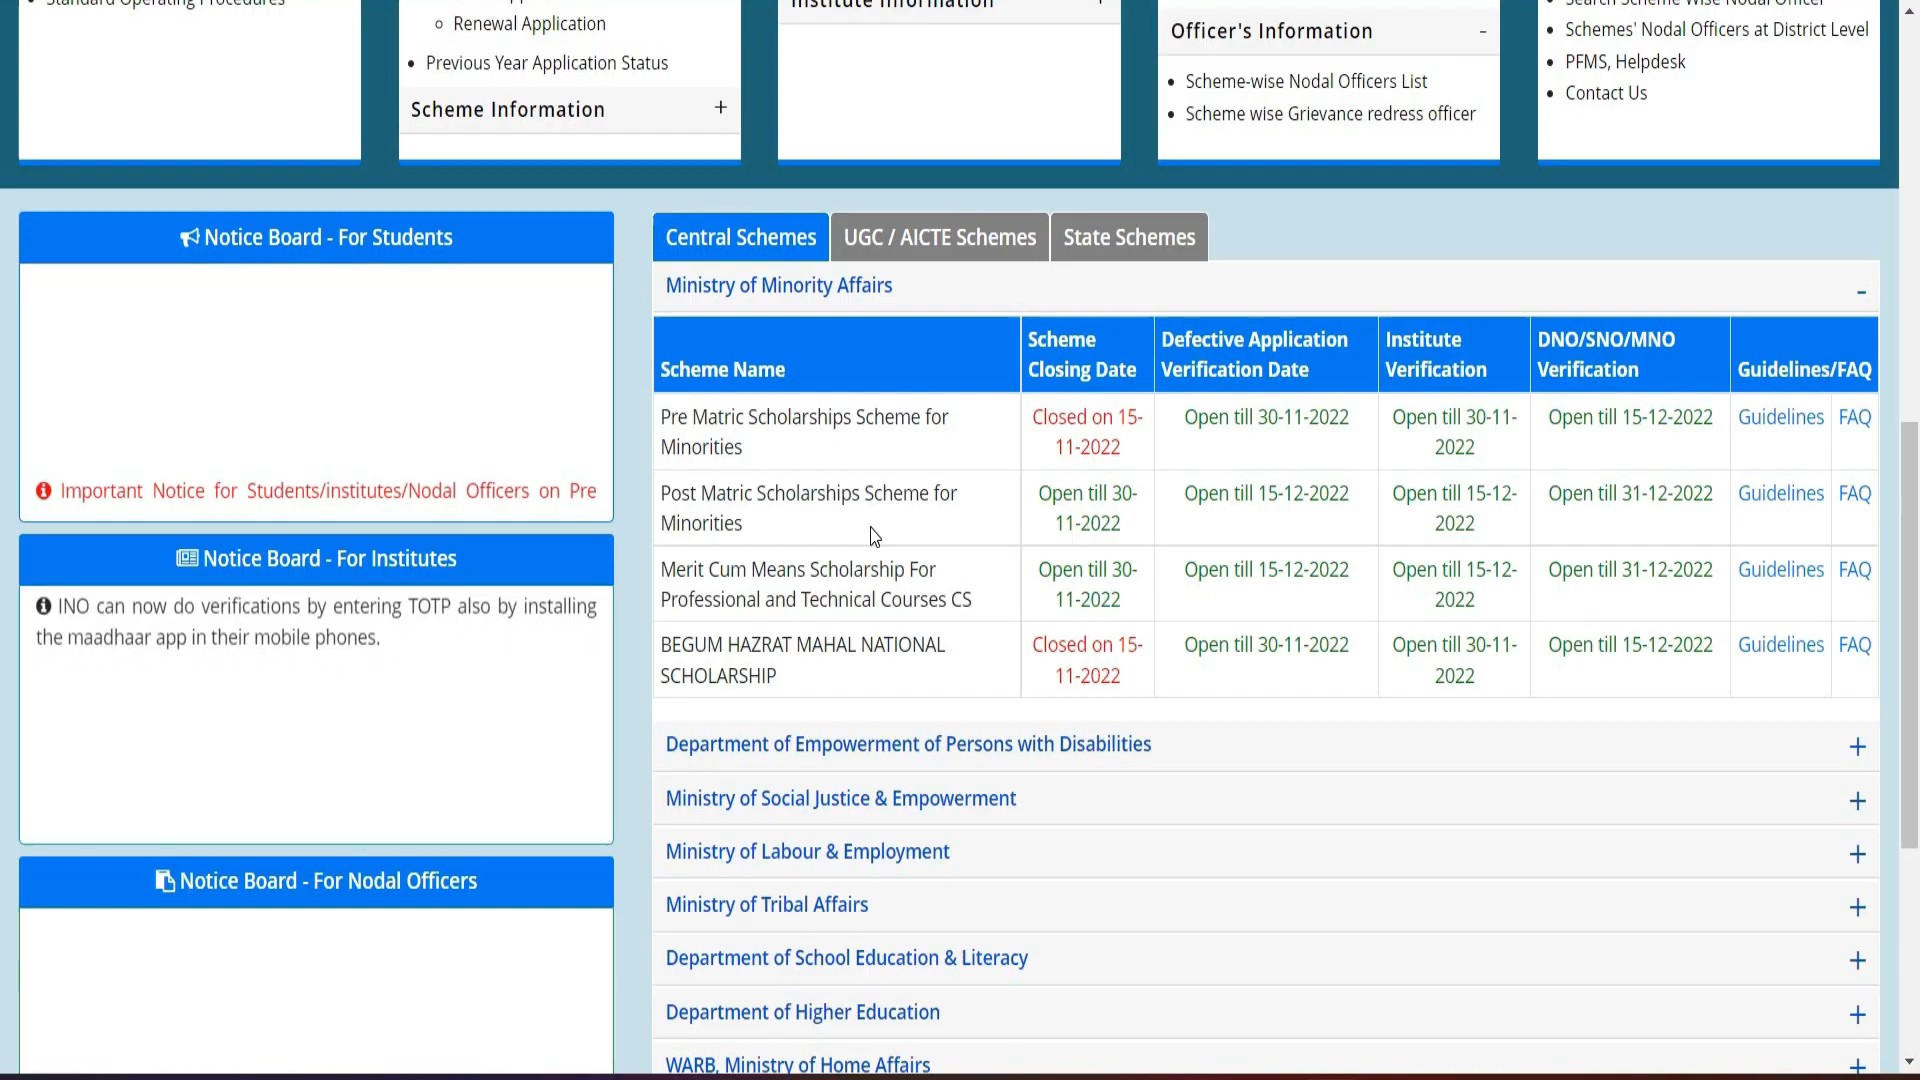 Standard Operating Procedures
Renewal Application
Previous Year Application Status
Scheme Information +
Institute Information
Officer's Information -
Scheme-wise Nodal Officers List
Scheme wise Grievance redress officer
Search Scheme Wise Nodal Officer
Schemes' Nodal Officers at District Level
PFMS, Helpdesk
Contact Us
Notice Board - For Students
Important Notice for Students/institutes/Nodal Officers on Pre
Notice Board - For Institutes
INO can now do verifications by entering TOTP also by installing
the maadhaar app in their mobile phones.
Notice Board - For Nodal Officers
Central Schemes UGC / AICTE Schemes State Schemes
Ministry of Minority Affairs -
Scheme Name
Scheme
Closing Date
Defective Application
Verification Date
Institute
Verification
DNO/SNO/MNO
Verification
Guidelines/FAQ
Pre Matric Scholarships Scheme for
Minorities
Closed on 15-
11-2022
Open till 30-11-2022
Open till 30-11-
2022
Open till 15-12-2022
Guidelines FAQ
Post Matric Scholarships Scheme for
Minorities
Open till 30-
11-2022
Open till 15-12-2022
Open till 15-12-
2022
Open till 31-12-2022
Guidelines FAQ
Merit Cum Means Scholarship For
Professional and Technical Courses CS
Open till 30-
11-2022
Open till 15-12-2022
Open till 15-12-
2022
Open till 31-12-2022
Guidelines FAQ
BEGUM HAZRAT MAHAL NATIONAL
SCHOLARSHIP
Closed on 15-
11-2022
Open till 30-11-2022
Open till 30-11-
2022
Open till 15-12-2022
Guidelines FAQ
Department of Empowerment of Persons with Disabilities +
Ministry of Social Justice & Empowerment +
Ministry of Labour & Employment +
Ministry of Tribal Affairs +
Department of School Education & Literacy +
Department of Higher Education +
WARB, Ministry of Home Affairs +